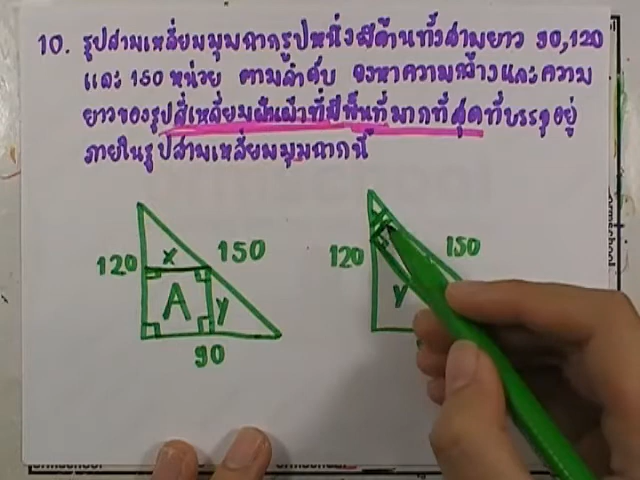 10. รูปสามเหลี่ยมมุมฉากรูปหนึ่งมีด้านทั้งสามยาว 90,120
และ 150 หน่วย ตามลำดับ จงหาความกว้างและความ
ยาวของรูปสี่เหลี่ยมผืนผ้าที่มีพื้นที่มากที่สุดที่บรรจุอยู่
ภายในรูปสามเหลี่ยมมุมฉากนี้
120 x 150
A y
90
120 150
y